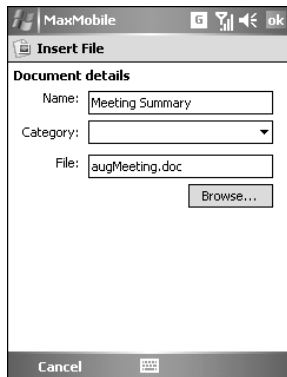 MaxMobile G ok
Insert File
Document details
Name: Meeting Summary
Category:
File: augMeeting.doc
Browse...
Cancel